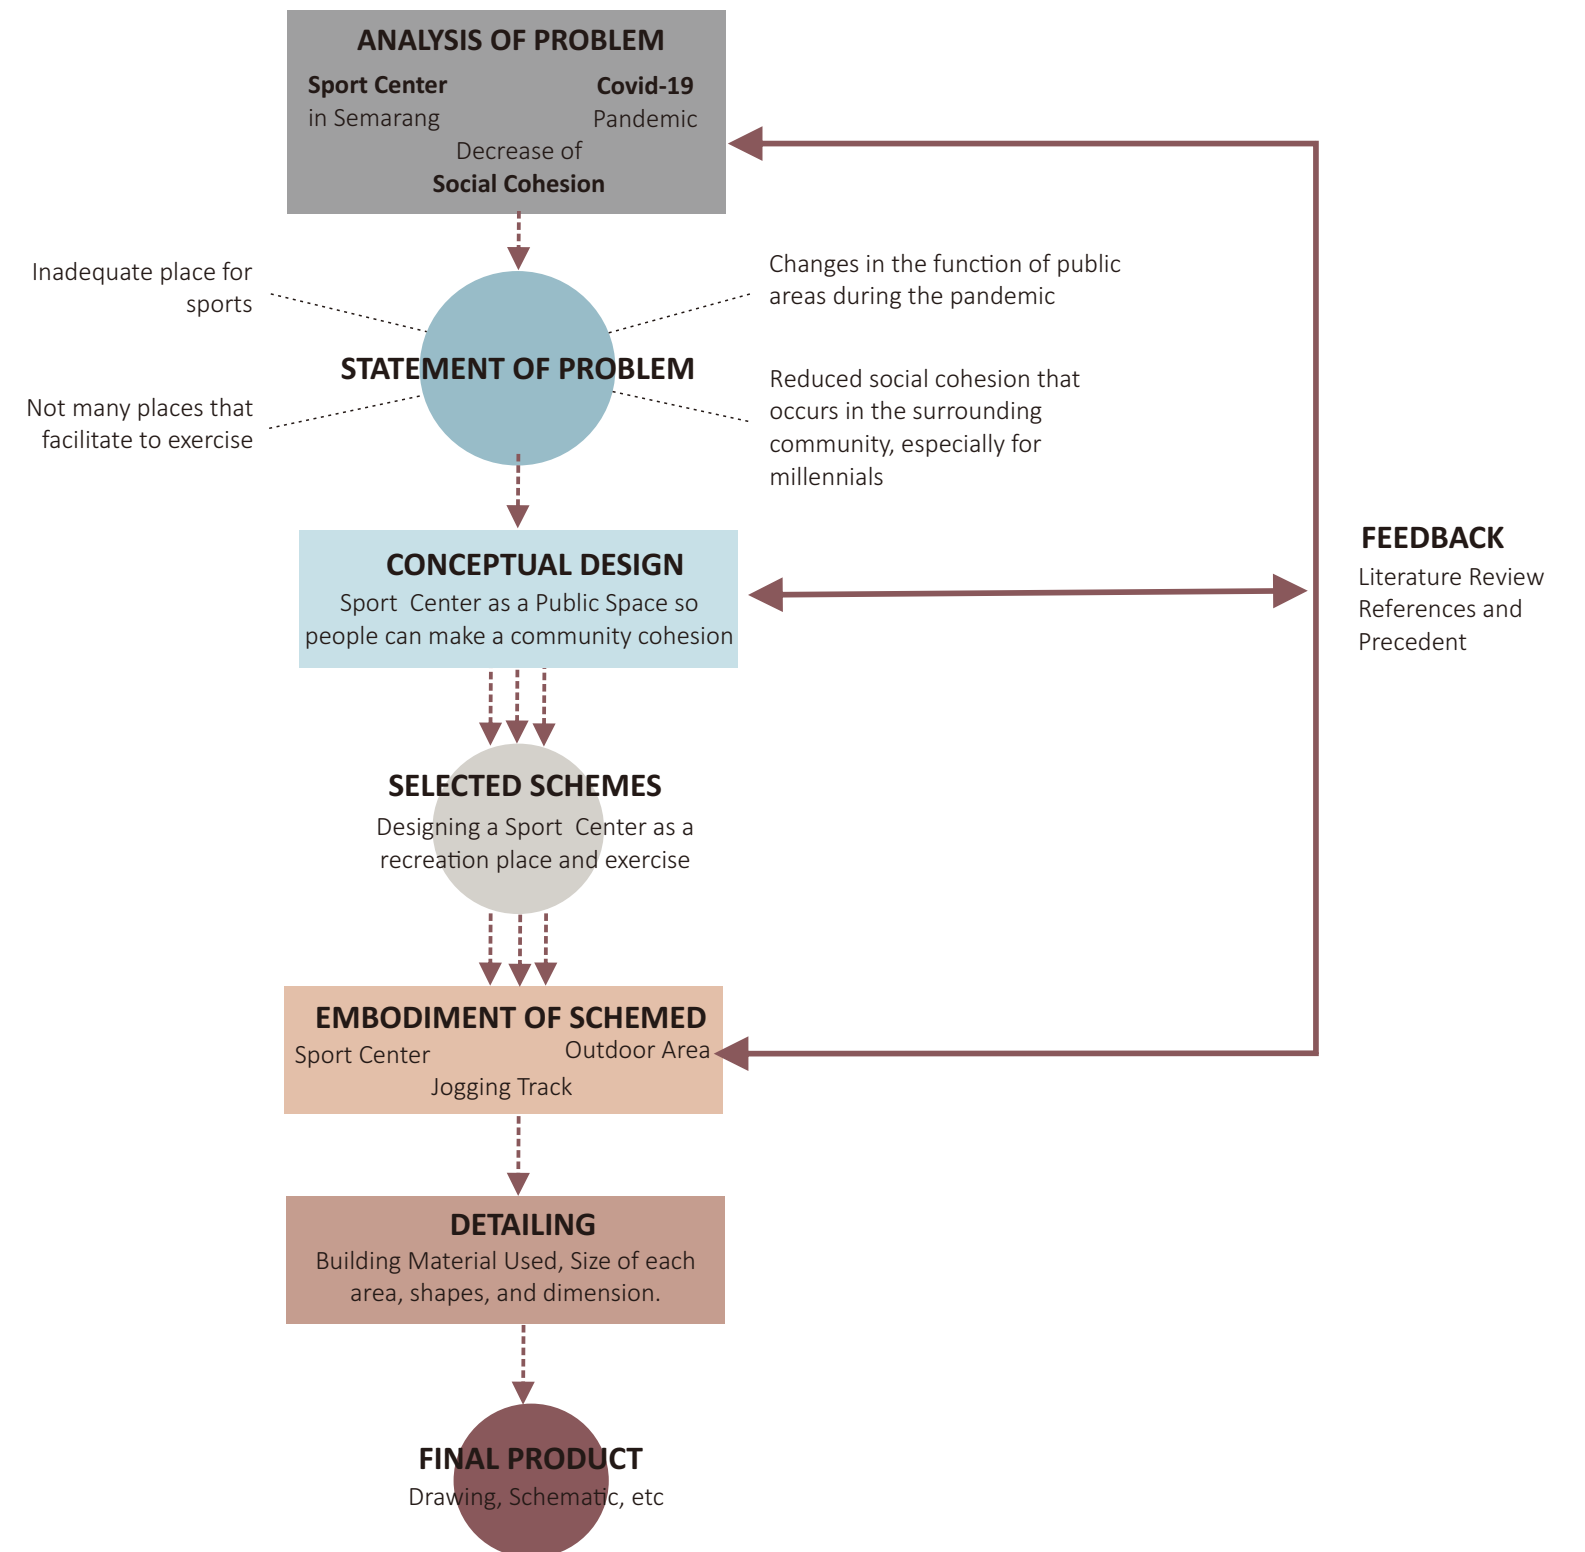 ANALYSIS OF PROBLEM
Sport Center
in Semarang
Covid-19
Pandemic
Decrease of
Social Cohesion
Inadequate place for
sports
Changes in the function of public
areas during the pandemic
STATEMENT OF PROBLEM
Not many places that
facilitate to exercise
Reduced social cohesion that
occurs in the surrounding
community, especially for
millennials
CONCEPTUAL DESIGN
Sport Center as a Public Space so
people can make a community cohesion
FEEDBACK
Literature Review
References and
Precedent
SELECTED SCHEMES
Designing a Sport Center as a
recreation place and exercise
EMBODIMENT OF SCHEMED
Sport Center
Outdoor Area
Jogging Track
DETAILING
Building Material Used, Size of each
area, shapes, and dimension.
FINAL PRODUCT
Drawing, Schematic, etc